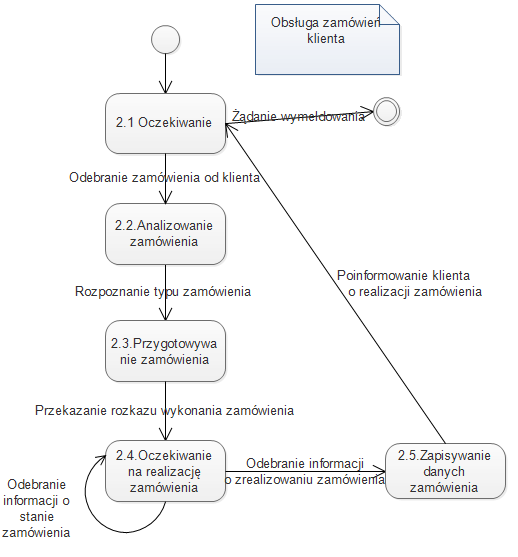 Obsługa zamówień
klienta
2.1 Oczekiwanie
Żądanie wymeldowania
Odebranie zamówienia od klienta
2.2.Analizowanie
zamówienia
Rozpoznanie typu zamówienia
Poinformowanie klienta
o realizacji zamówienia
2.3.Przygotowywa
nie zamówienia
Przekazanie rozkazu wykonania zamówienia
2.4.Oczekiwanie
na realizację
zamówienia
Odebranie informacji
o zrealizowaniu zamówienia
2.5.Zapisywanie
danych
zamówienia
Odebranie
informacji o
stanie
zamówienia